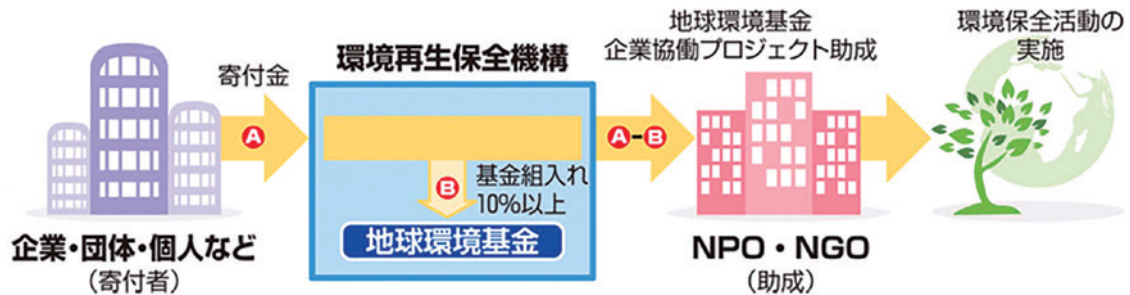 寄付金
A
企業・団体・個人など
（寄付者）
環境再生保全機構
B
基金組入れ
10％以上
地球環境基金
A－B
地球環境基金
企業協働プロジェクト助成
NPO・NGO
（助成）
環境保全活動の
実施